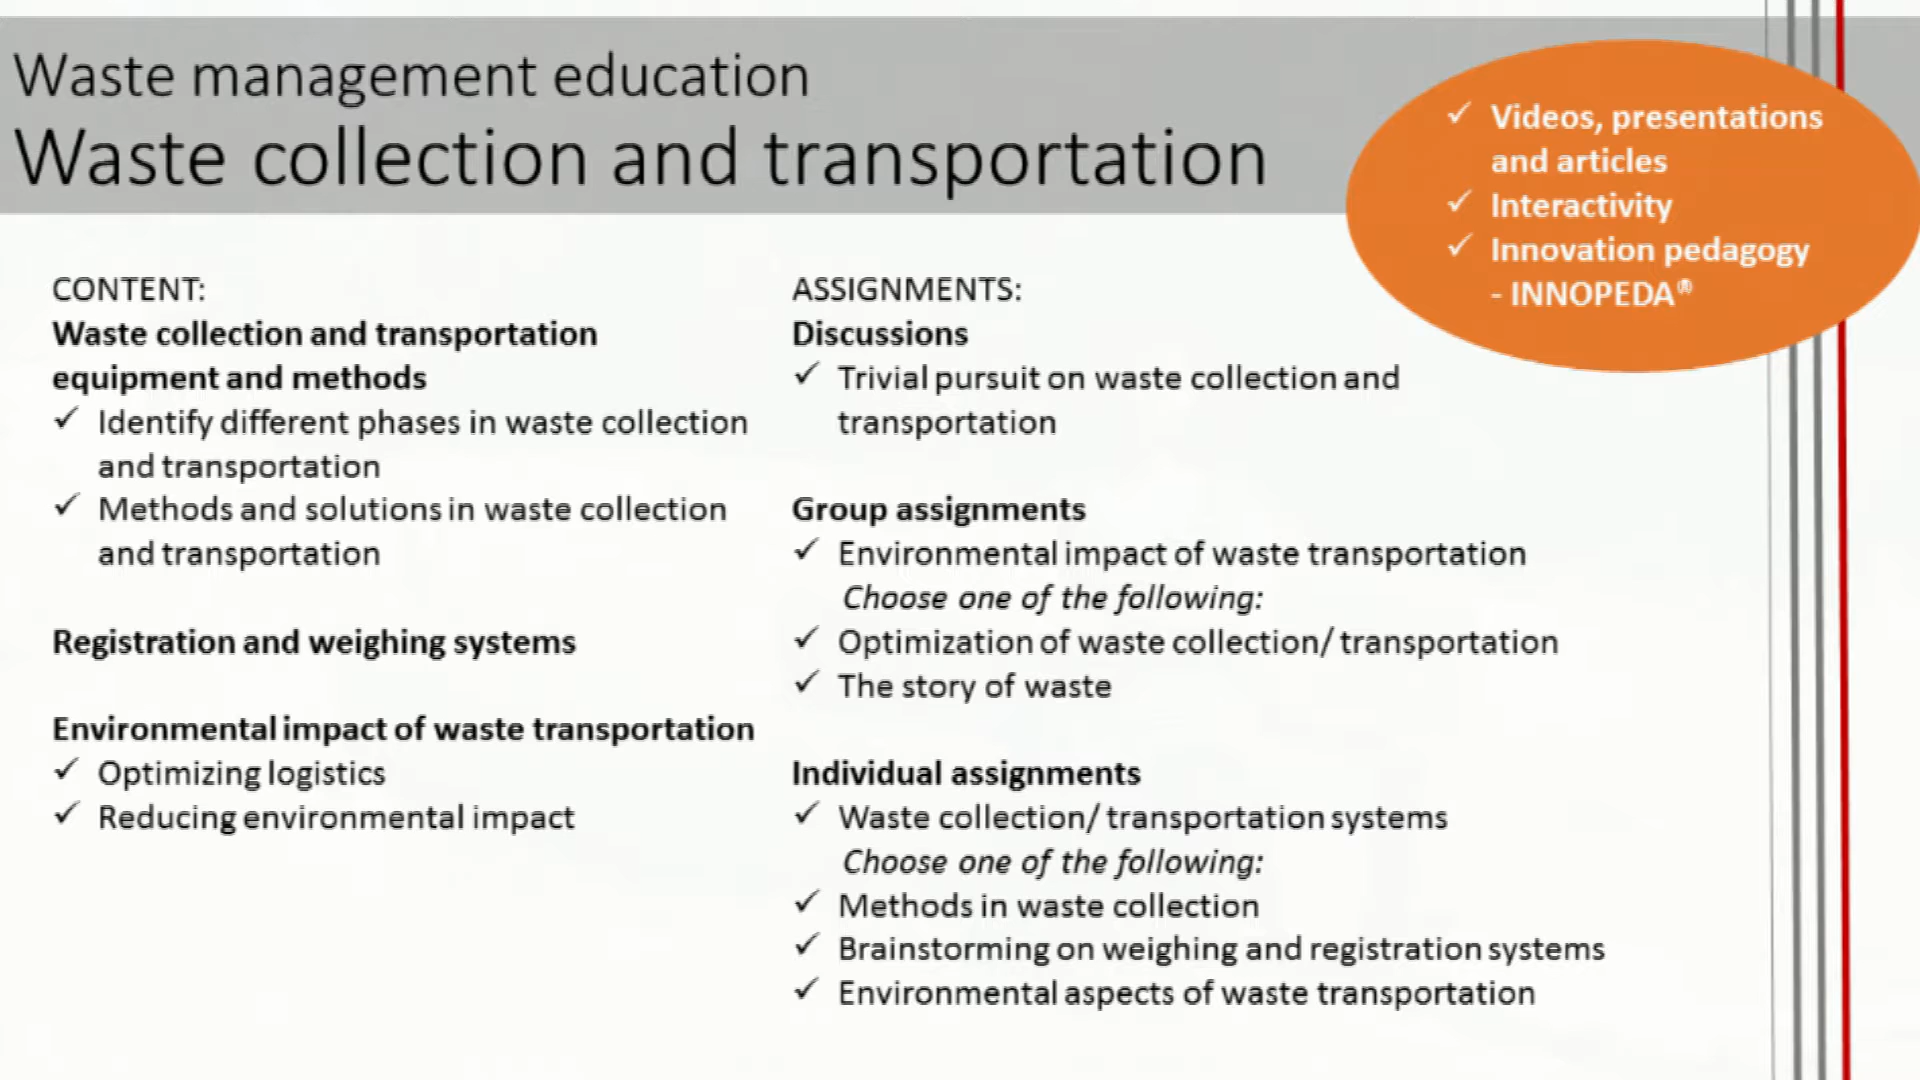 Waste management education
Waste collection and transportation
✓ Videos, presentations
and articles
✓ Interactivity
✓ Innovation pedagogy
- INNOPEDA®
CONTENT:
Waste collection and transportation
equipment and methods
✓ Identify different phases in waste collection
and transportation
✓ Methods and solutions in waste collection
and transportation
Registration and weighing systems
Environmental impact of waste transportation
✓ Optimizing logistics
✓ Reducing environmental impact
ASSIGNMENTS:
Discussions
✓ Trivial pursuit on waste collection and
transportation
Group assignments
✓ Environmental impact of waste transportation
Choose one of the following:
✓ Optimization of waste collection/ transportation
✓ The story of waste
Individual assignments
✓ Waste collection/ transportation systems
Choose one of the following:
✓ Methods in waste collection
✓ Brainstorming on weighing and registration systems
✓ Environmental aspects of waste transportation